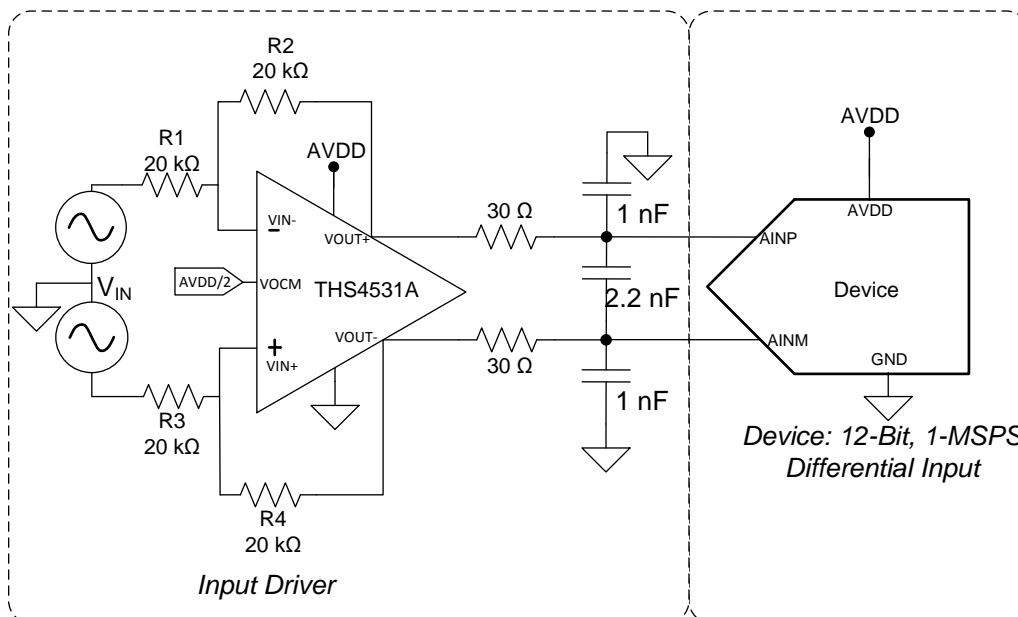 R2
20 kΩ
R1
20 kΩ
AVDD
AVDD
30 Ω
1 nF
AVDD
VIN-
VOUT+
AINP
AVDD/2
VOCM
THS4531A
VIN
2.2 nF
Device
VOUT-
AINM
VIN+
30 Ω
GND
1 nF
R3
20 kΩ
R4
20 kΩ
Device: 12-Bit, 1-MSPS
Differential Input
Input Driver